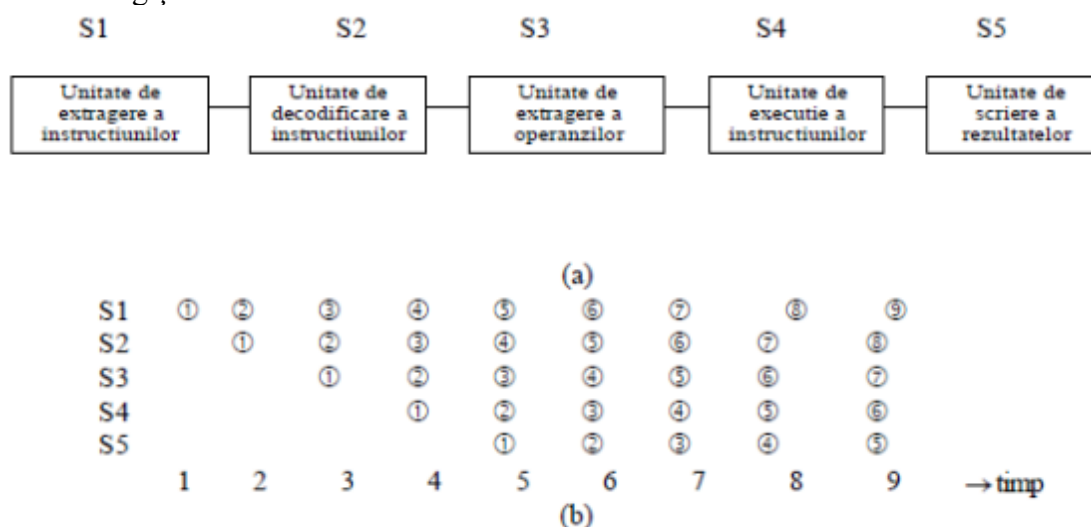 S1 S2 S3 S4 S5
Unitate de extragere a instructiunilor
Unitate de decodificare a instructiunilor
Unitate de extragere a operanzilor
Unitate de executie a instructiunilor
Unitate de scriere a rezultatelor
(a)
S1 ① ② ③ ④ ⑤ ⑥ ⑦ ⑧ ⑨
S2 ① ② ③ ④ ⑤ ⑥ ⑦ ⑧
S3 ① ② ③ ④ ⑤ ⑥ ⑦
S4 ① ② ③ ④ ⑤ ⑥
S5 ① ② ③ ④ ⑤
1 2 3 4 5 6 7 8 9 → timp
(b)